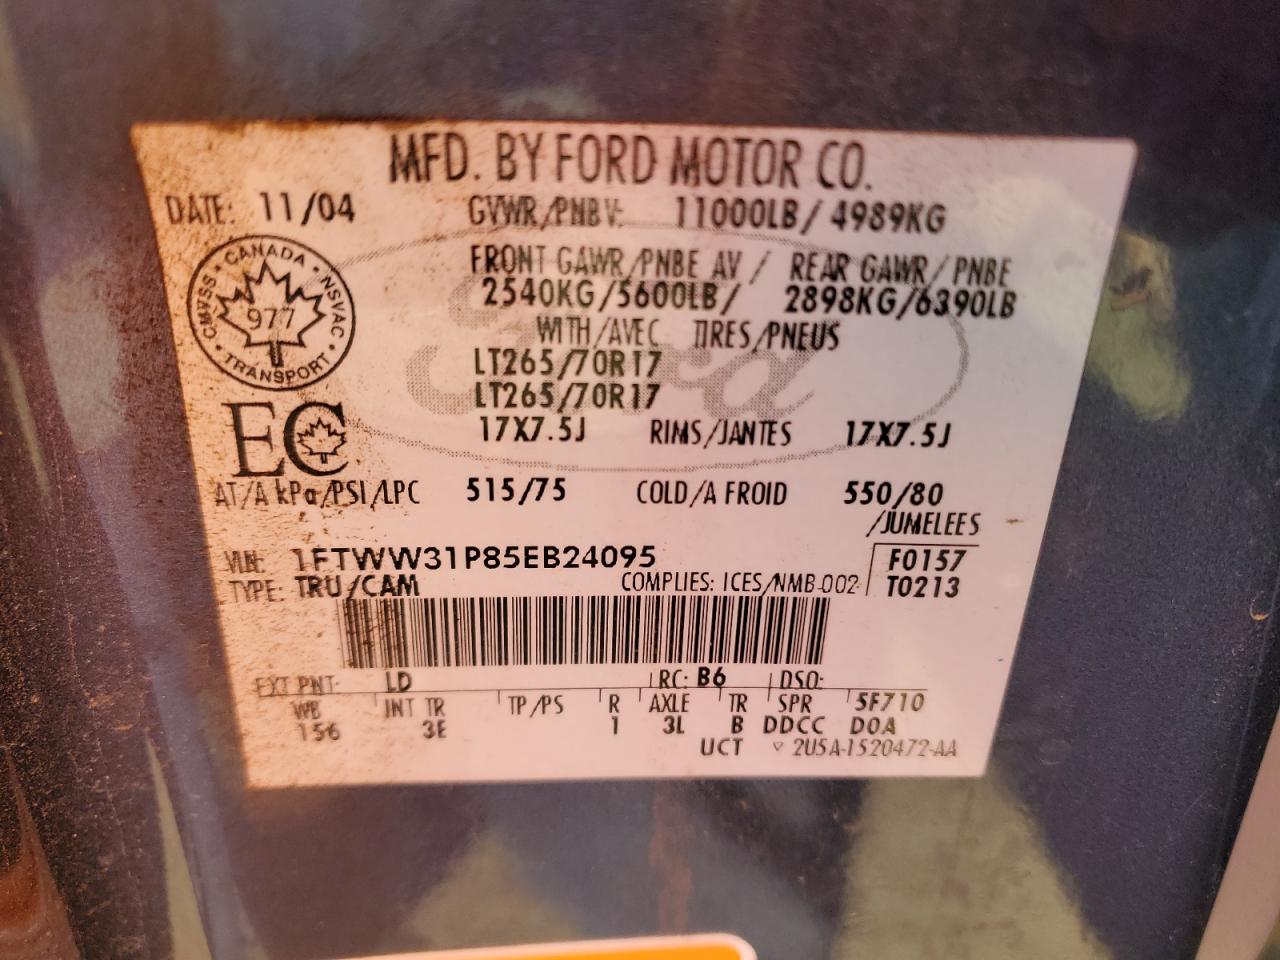 MFD. BY FORD MOTOR CO.
DATE: 11/04 GVWR/PNBV: 11000LB/ 4989KG
FRONT GAWR/PNBE AV / REAR GAWR/PNBE
2540KG/5600LB/ 2898KG/6390LB
WITH/AVEC TIRES/PNEUS
LT265/70R17
LT265/70R17
17X7.5J RIMS/JANTES 17X7.5J
CANADA • NSVAC • TRANSPORT • CMVSS •
977
Ford
EC
AT/A kPa/PSI/LPC 515/75 COLD/A FROID 550/80
/JUMELEES
VIN: 1FTWW31P85EB24095 F0157
TYPE: TRU/CAM COMPLIES: ICES/NMB-002 T0213
EXT PNT: LD RC: B6 DSO:
WB INT TR TP/PS R AXLE TR SPR 5F710
156 3E 1 3L B DDCC DOA
UCT ▽ 2U5A-1520472-AA